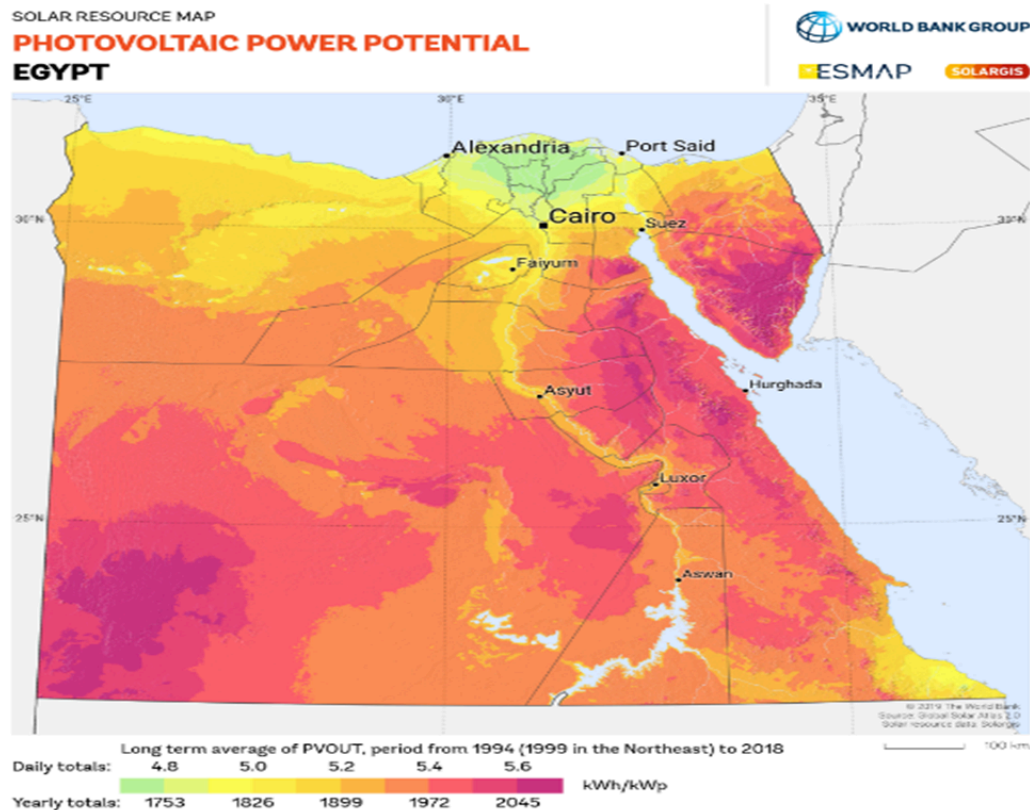 SOLAR RESOURCE MAP
PHOTOVOLTAIC POWER POTENTIAL
EGYPT
WORLD BANK GROUP
ESMAP
SOLARGIS
25°E
30°E
35°E
Alexandria
Port Said
30°N
Cairo
Suez
30°N
Faiyum
Asyut
Hurghada
Luxor
25°N
25°N
Aswan
© 2019 The World Bank
Source: Global Solar Atlas 2.0
Solar resource data: Solargis
Long term average of PVOUT, period from 1994 (1999 in the Northeast) to 2018
100 km
Daily totals: 4.8 5.0 5.2 5.4 5.6
kWh/kWp
Yearly totals: 1753 1826 1899 1972 2045